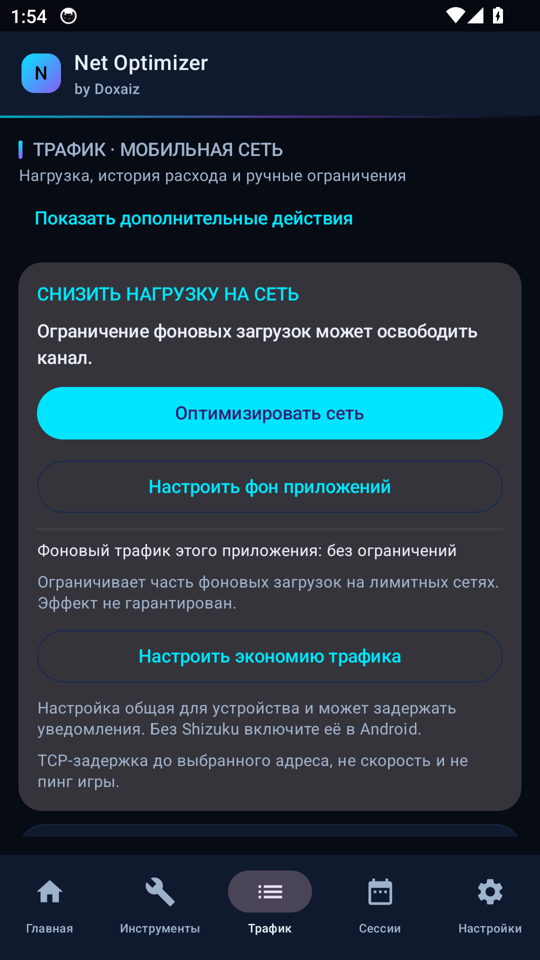 1:54
N
Net Optimizer
by Doxaiz
ТРАФИК · МОБИЛЬНАЯ СЕТЬ
Нагрузка, история расхода и ручные ограничения
Показать дополнительные действия
СНИЗИТЬ НАГРУЗКУ НА СЕТЬ
Ограничение фоновых загрузок может освободить
канал.
Оптимизировать сеть
Настроить фон приложений
Фоновый трафик этого приложения: без ограничений
Ограничивает часть фоновых загрузок на лимитных сетях.
Эффект не гарантирован.
Настроить экономию трафика
Настройка общая для устройства и может задержать
уведомления. Без Shizuku включите её в Android.
TCP-задержка до выбранного адреса, не скорость и не
пинг игры.
Главная
Инструменты
Трафик
Сессии
Настройки